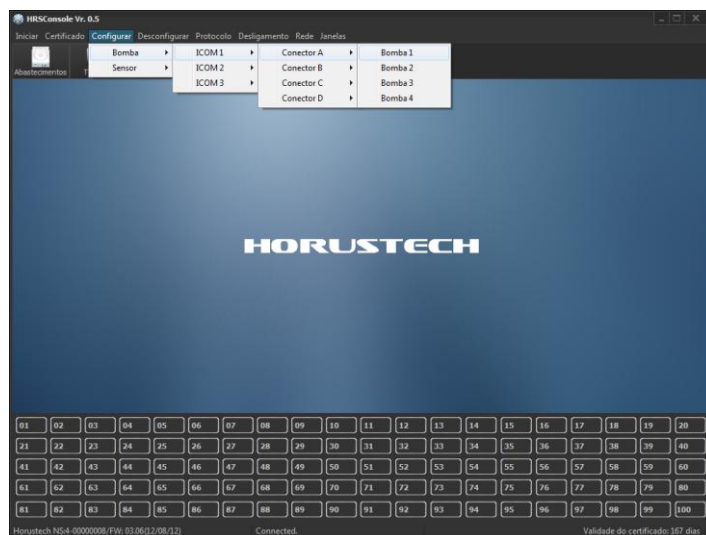 HRSConsole Vr. 0.5
Iniciar Certificado Configurar Desconfigurar Protocolo Desligamento Rede Janelas
Abastecimentos
Bomba ICOM 1 Conector A Bomba 1
Sensor ICOM 2 Conector B Bomba 2
ICOM 3 Conector C Bomba 3
Conector D Bomba 4
HORUSTECH
01 02 03 04 05 06 07 08 09 10 11 12 13 14 15 16 17 18 19 20
21 22 23 24 25 26 27 28 29 30 31 32 33 34 35 36 37 38 39 40
41 42 43 44 45 46 47 48 49 50 51 52 53 54 55 56 57 58 59 60
61 62 63 64 65 66 67 68 69 70 71 72 73 74 75 76 77 78 79 80
81 82 83 84 85 86 87 88 89 90 91 92 93 94 95 96 97 98 99 100
Horustech NS:4-00000008/FW: 03.06(12/08/12) Connected. Validade do certificado: 167 dias